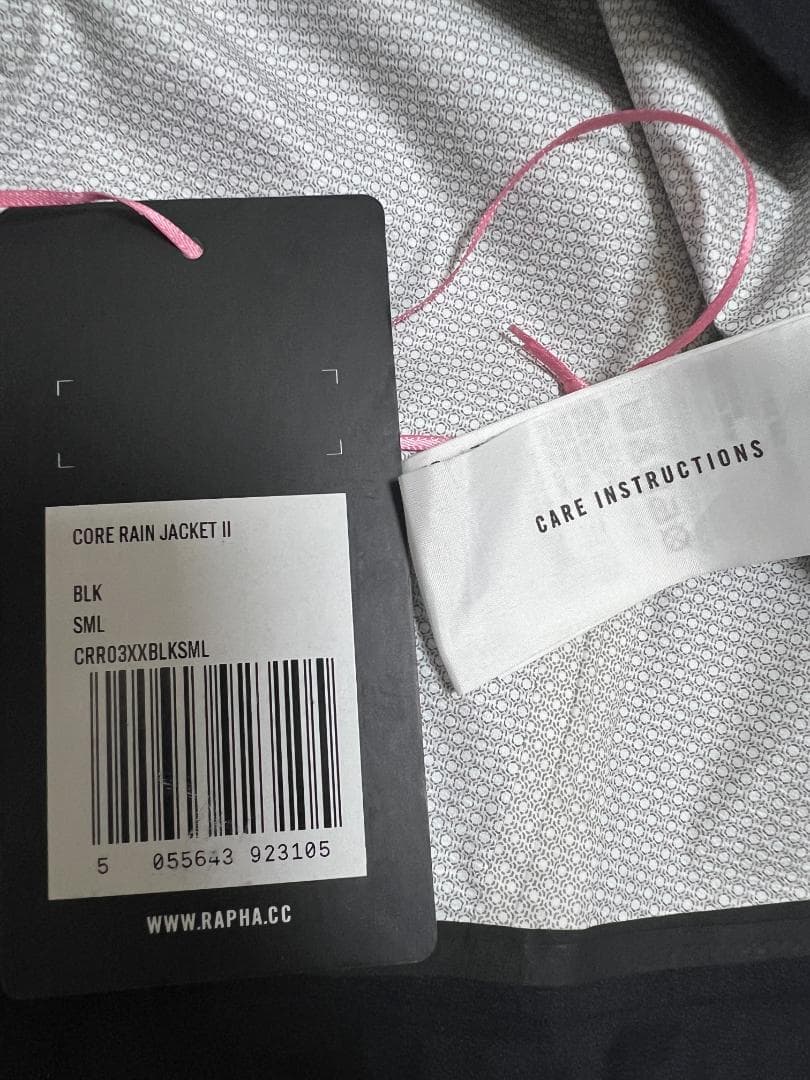 CORE RAIN JACKET II
BLK
SML
CRR03XXBLKSML
5 055643 923105
WWW.RAPHA.CC
CARE INSTRUCTIONS